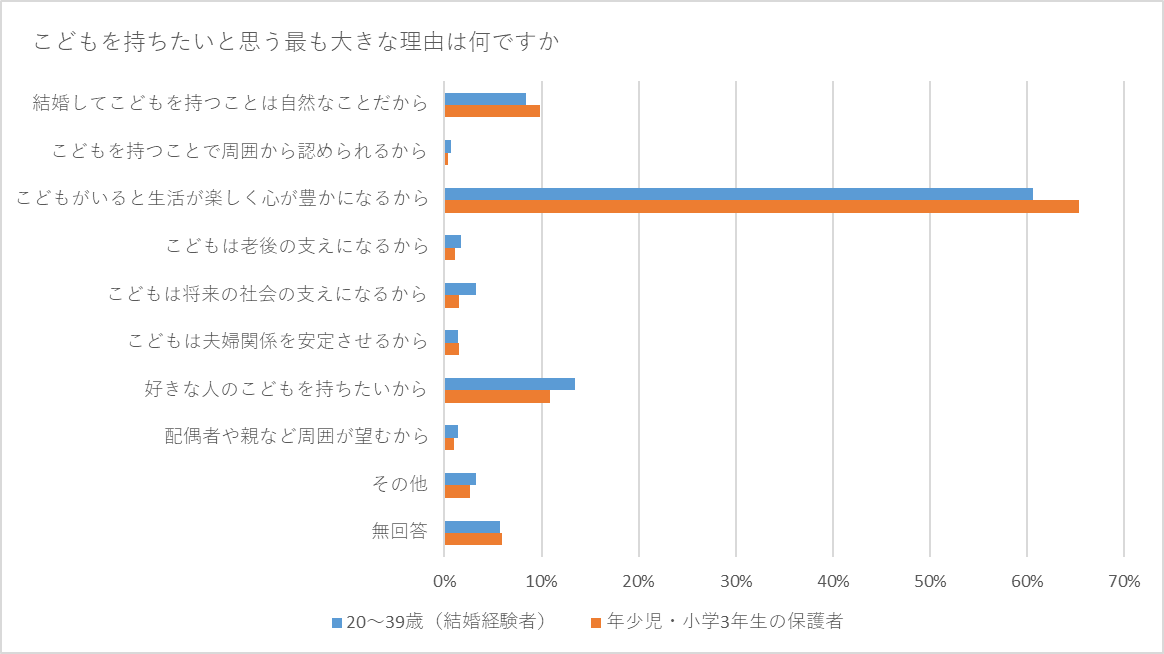 こどもを持ちたいと思う最も大きな理由は何ですか
結婚してこどもを持つことは自然なことだから
こどもを持つことで周囲から認められるから
こどもがいると生活が楽しく心が豊かになるから
こどもは老後の支えになるから
こどもは将来の社会の支えになるから
こどもは夫婦関係を安定させるから
好きな人のこどもを持ちたいから
配偶者や親など周囲が望むから
その他
無回答
0% 10% 20% 30% 40% 50% 60% 70%
20～39歳（結婚経験者） 年少児・小学3年生の保護者